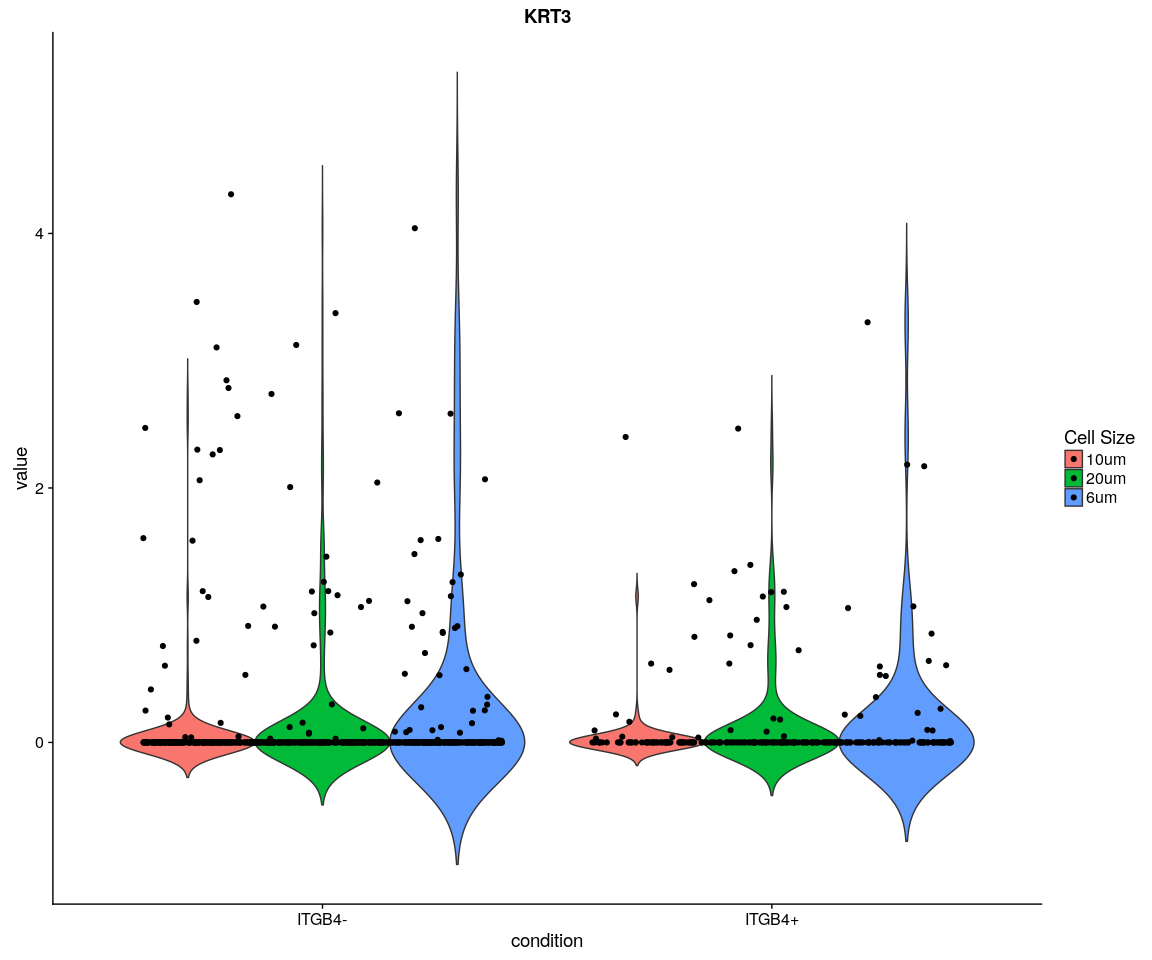 KRT3
4
2
0
value
ITGB4-
ITGB4+
condition
Cell Size
10um
20um
6um